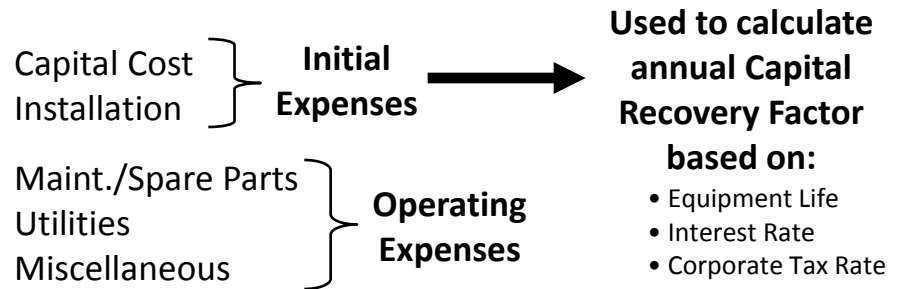 Capital Cost
Installation
Initial
Expenses
Maint./Spare Parts
Utilities
Miscellaneous
Operating
Expenses
Used to calculate
annual Capital
Recovery Factor
based on:
• Equipment Life
• Interest Rate
• Corporate Tax Rate